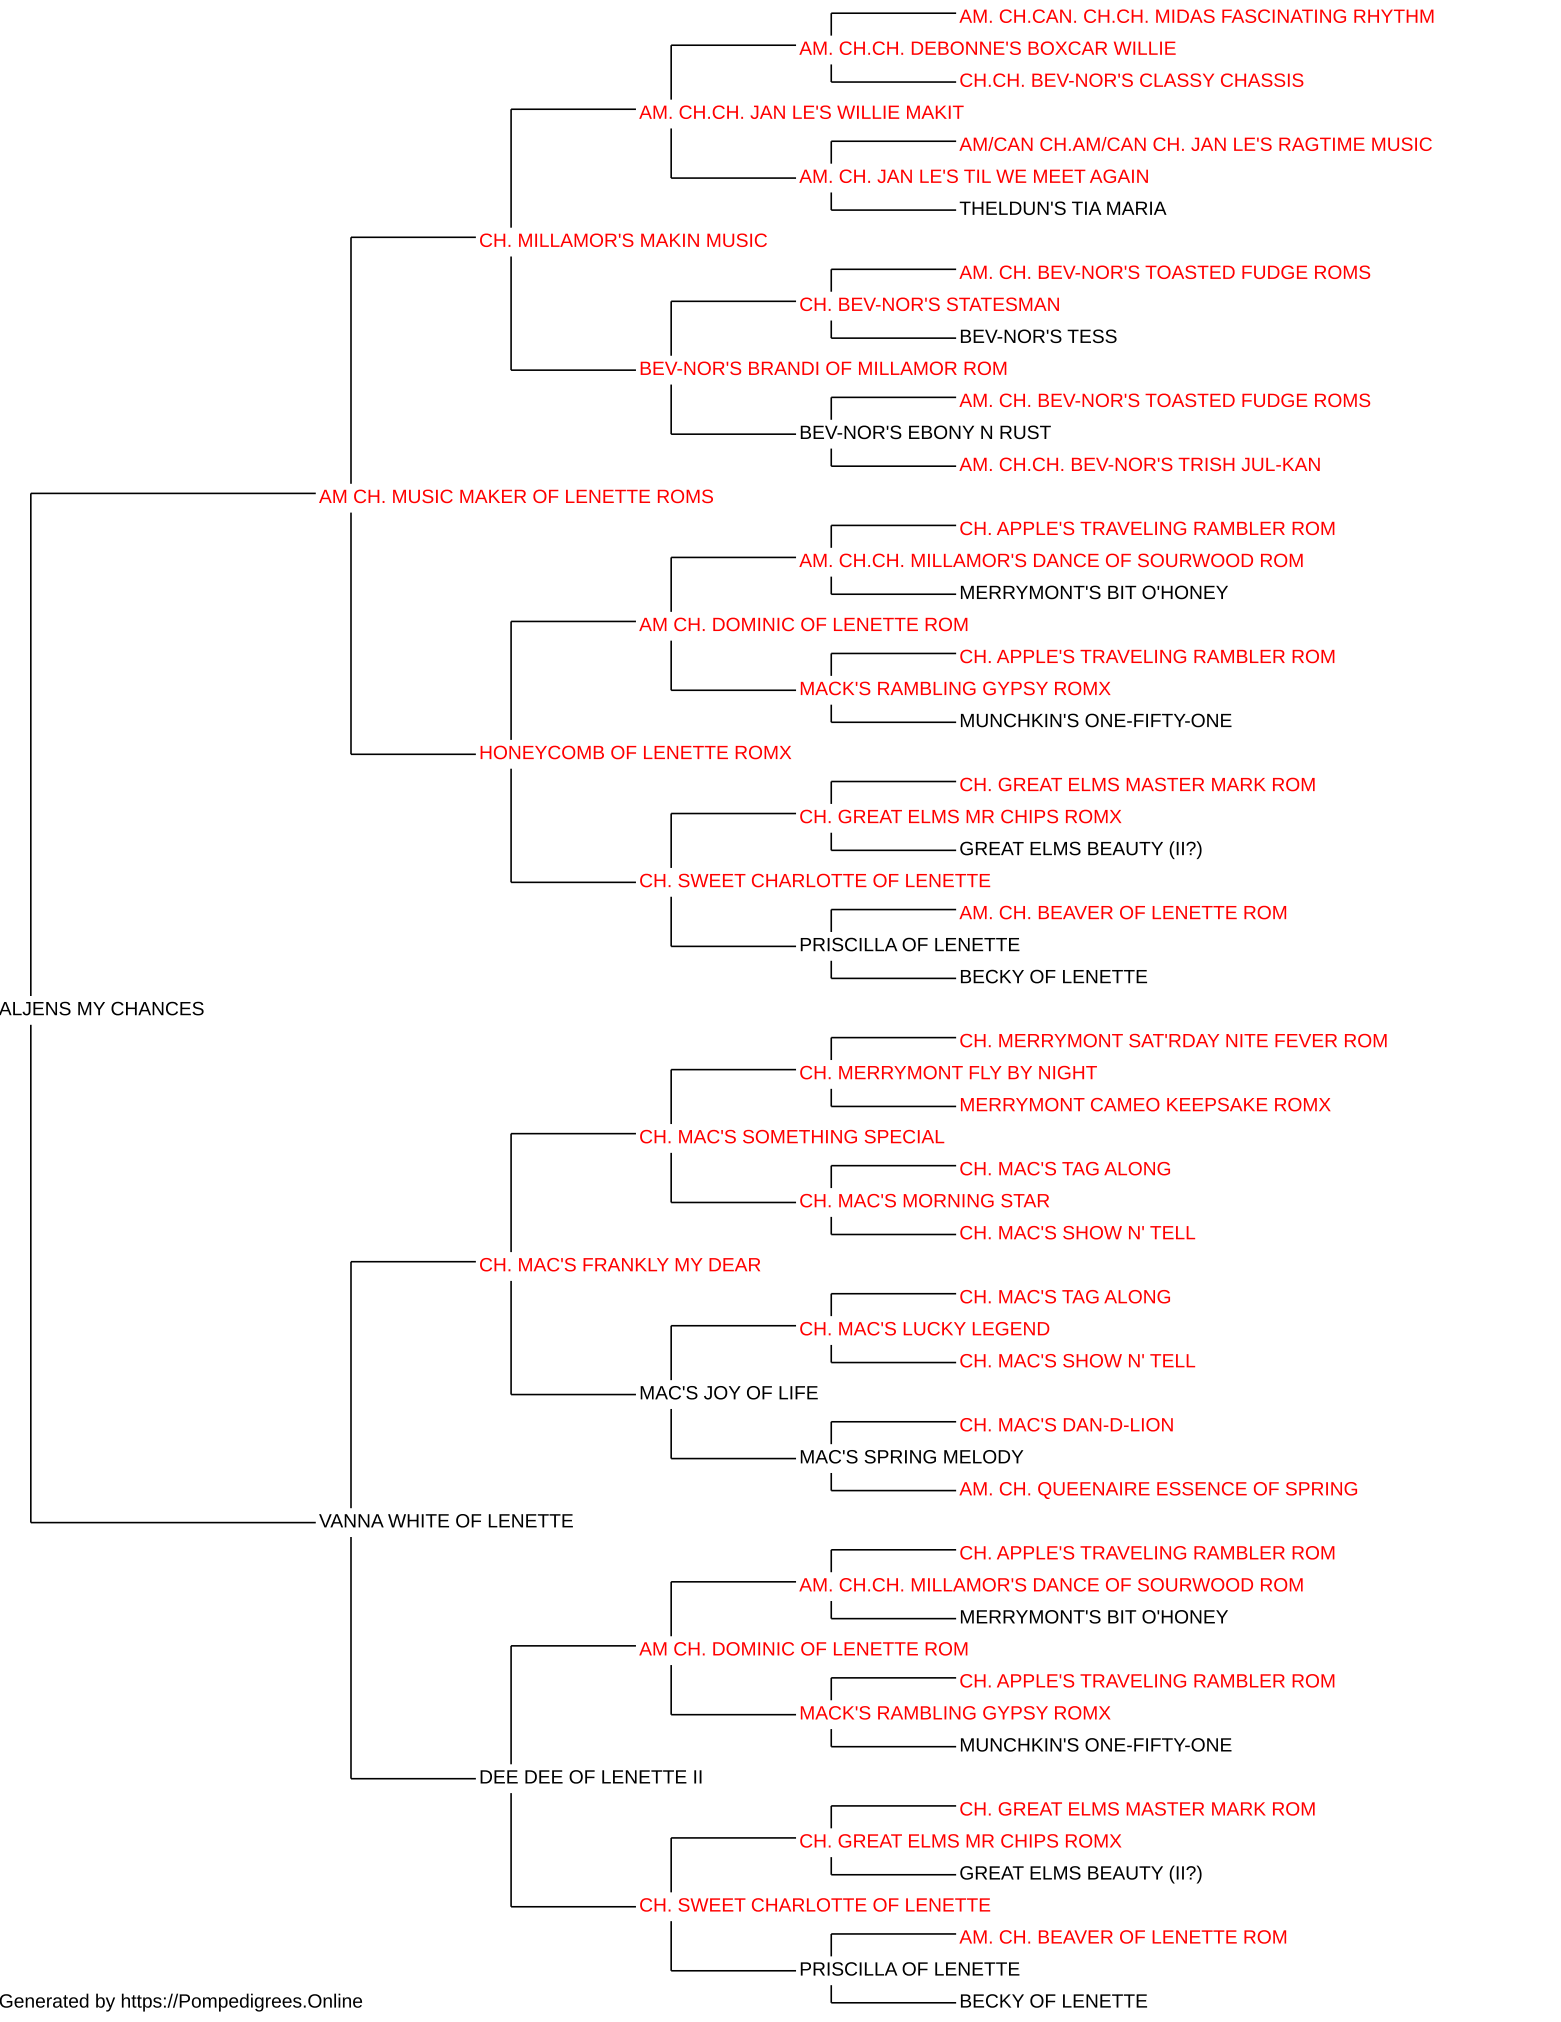 AM. CH.CAN. CH.CH. MIDAS FASCINATING RHYTHM
AM. CH.CH. DEBONNE'S BOXCAR WILLIE
CH.CH. BEV-NOR'S CLASSY CHASSIS
AM. CH.CH. JAN LE'S WILLIE MAKIT
AM/CAN CH.AM/CAN CH. JAN LE'S RAGTIME MUSIC
AM. CH. JAN LE'S TIL WE MEET AGAIN
THELDUN'S TIA MARIA
CH. MILLAMOR'S MAKIN MUSIC
AM. CH. BEV-NOR'S TOASTED FUDGE ROMS
CH. BEV-NOR'S STATESMAN
BEV-NOR'S TESS
BEV-NOR'S BRANDI OF MILLAMOR ROM
AM. CH. BEV-NOR'S TOASTED FUDGE ROMS
BEV-NOR'S EBONY N RUST
AM. CH.CH. BEV-NOR'S TRISH JUL-KAN
AM CH. MUSIC MAKER OF LENETTE ROMS
CH. APPLE'S TRAVELING RAMBLER ROM
AM. CH.CH. MILLAMOR'S DANCE OF SOURWOOD ROM
MERRYMONT'S BIT O'HONEY
AM CH. DOMINIC OF LENETTE ROM
CH. APPLE'S TRAVELING RAMBLER ROM
MACK'S RAMBLING GYPSY ROMX
MUNCHKIN'S ONE-FIFTY-ONE
HONEYCOMB OF LENETTE ROMX
CH. GREAT ELMS MASTER MARK ROM
CH. GREAT ELMS MR CHIPS ROMX
GREAT ELMS BEAUTY (II?)
CH. SWEET CHARLOTTE OF LENETTE
AM. CH. BEAVER OF LENETTE ROM
PRISCILLA OF LENETTE
BECKY OF LENETTE
ALJENS MY CHANCES
CH. MERRYMONT SAT'RDAY NITE FEVER ROM
CH. MERRYMONT FLY BY NIGHT
MERRYMONT CAMEO KEEPSAKE ROMX
CH. MAC'S SOMETHING SPECIAL
CH. MAC'S TAG ALONG
CH. MAC'S MORNING STAR
CH. MAC'S SHOW N' TELL
CH. MAC'S FRANKLY MY DEAR
CH. MAC'S TAG ALONG
CH. MAC'S LUCKY LEGEND
CH. MAC'S SHOW N' TELL
MAC'S JOY OF LIFE
CH. MAC'S DAN-D-LION
MAC'S SPRING MELODY
AM. CH. QUEENAIRE ESSENCE OF SPRING
VANNA WHITE OF LENETTE
CH. APPLE'S TRAVELING RAMBLER ROM
AM. CH.CH. MILLAMOR'S DANCE OF SOURWOOD ROM
MERRYMONT'S BIT O'HONEY
AM CH. DOMINIC OF LENETTE ROM
CH. APPLE'S TRAVELING RAMBLER ROM
MACK'S RAMBLING GYPSY ROMX
MUNCHKIN'S ONE-FIFTY-ONE
DEE DEE OF LENETTE II
CH. GREAT ELMS MASTER MARK ROM
CH. GREAT ELMS MR CHIPS ROMX
GREAT ELMS BEAUTY (II?)
CH. SWEET CHARLOTTE OF LENETTE
AM. CH. BEAVER OF LENETTE ROM
PRISCILLA OF LENETTE
BECKY OF LENETTE
Generated by https://Pompedigrees.Online